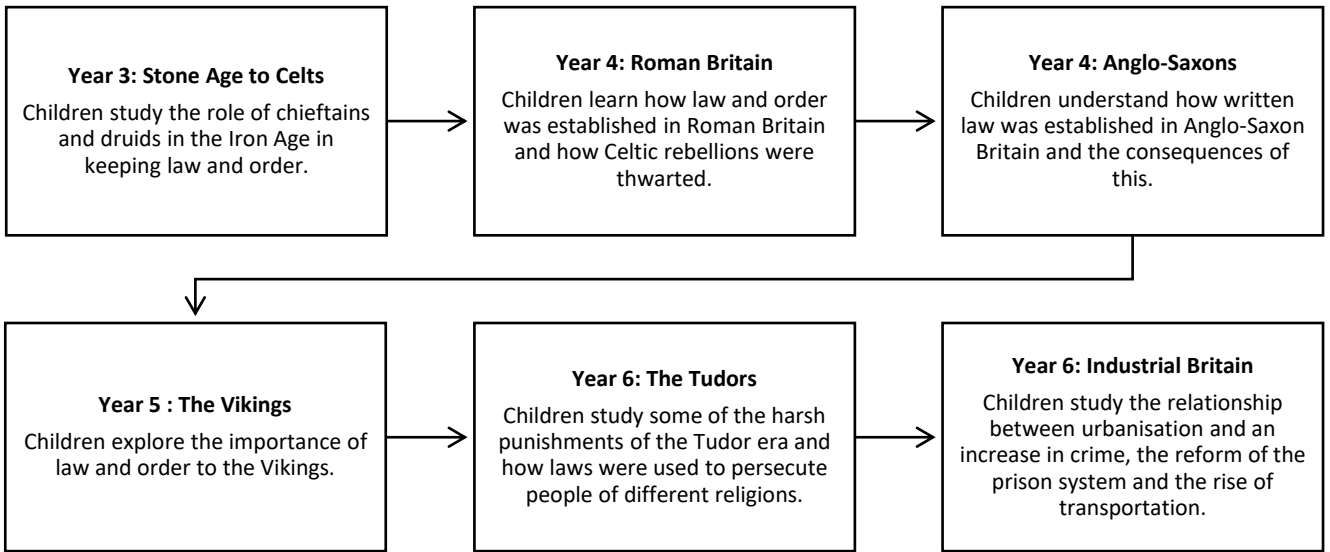 Year 3: Stone Age to Celts
Children study the role of chieftains
and druids in the Iron Age in
keeping law and order.
Year 4: Roman Britain
Children learn how law and order
was established in Roman Britain
and how Celtic rebellions were
thwarted.
Year 4: Anglo-Saxons
Children understand how written
law was established in Anglo-Saxon
Britain and the consequences of
this.
Year 5 : The Vikings
Children explore the importance of
law and order to the Vikings.
Year 6: The Tudors
Children study some of the harsh
punishments of the Tudor era and
how laws were used to persecute
people of different religions.
Year 6: Industrial Britain
Children study the relationship
between urbanisation and an
increase in crime, the reform of the
prison system and the rise of
transportation.